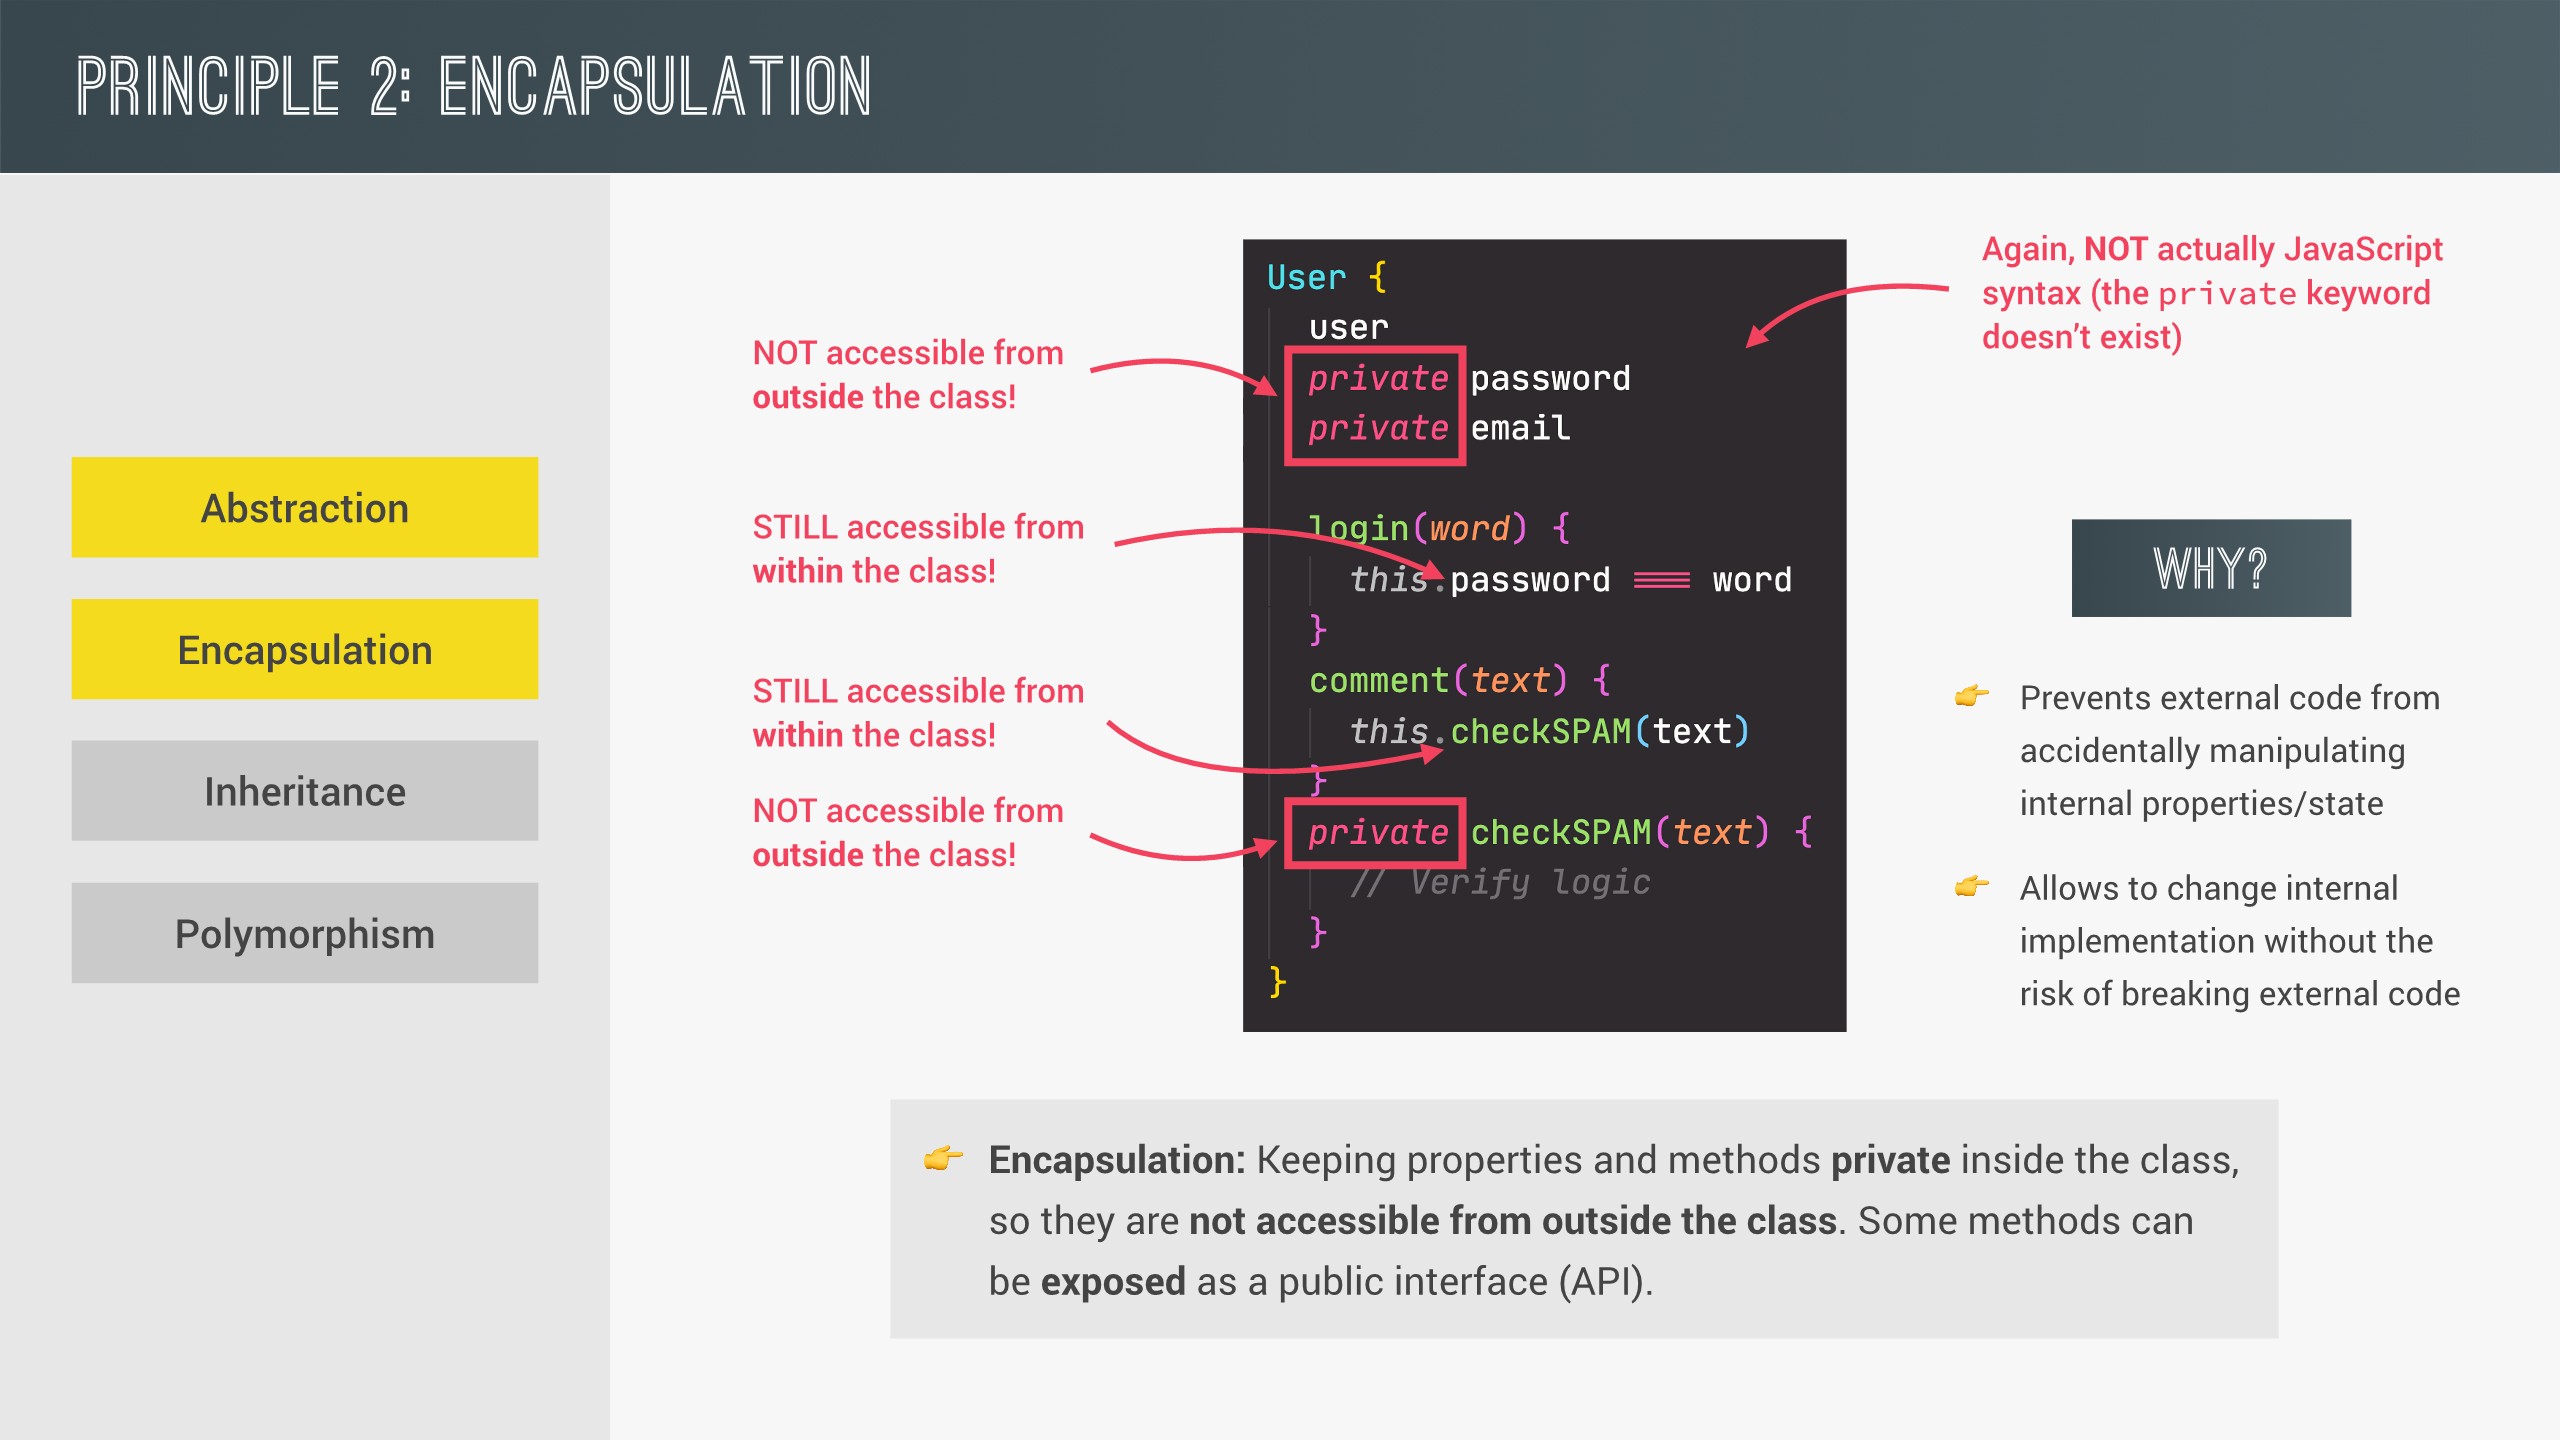 PRINCIPLE 2: ENCAPSULATION
Abstraction
Encapsulation
Inheritance
Polymorphism
NOT accessible from
outside the class!
STILL accessible from
within the class!
STILL accessible from
within the class!
NOT accessible from
outside the class!
User {
user
private password
private email
login(word) {
this.password === word
}
comment(text) {
this.checkSPAM(text)
}
private checkSPAM(text) {
// Verify logic
}
}
Again, NOT actually JavaScript
syntax (the private keyword
doesn’t exist)
WHY?
👉 Prevents external code from
accidentally manipulating
internal properties/state
👉 Allows to change internal
implementation without the
risk of breaking external code
👉 Encapsulation: Keeping properties and methods private inside the class,
so they are not accessible from outside the class. Some methods can
be exposed as a public interface (API).